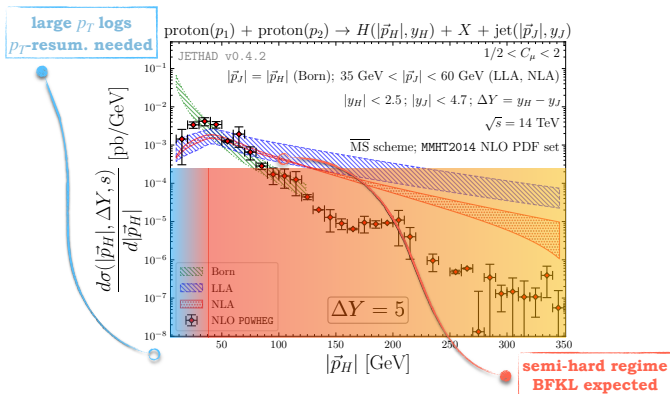 large p_T logs
p_T-resum. needed
proton(p₁) + proton(p₂) → H(|p⃗_H|, y_H) + X + jet(|p⃗_J|, y_J)
JETHAD v0.4.2
1/2 < C_μ < 2
|p⃗_J| = |p⃗_H| (Born); 35 GeV < |p⃗_J| < 60 GeV (LLA, NLA)
|y_H| < 2.5; |y_J| < 4.7; ΔY = y_H − y_J
√s = 14 TeV
M̅S̅ scheme; MMHT2014 NLO PDF set
dσ(|p⃗_H|, ΔY, s) / d|p⃗_H| [pb/GeV]
10⁻¹
10⁻²
10⁻³
10⁻⁴
10⁻⁵
10⁻⁶
10⁻⁷
10⁻⁸
Born
LLA
NLA
NLO POWHEG
ΔY = 5
50 100 150 200 250 300 350
|p⃗_H| [GeV]
semi-hard regime
BFKL expected